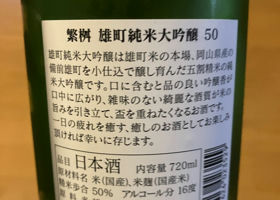 繁桝 雄町純米大吟醸 50
雄町純米大吟醸は雄町米の本場、岡山県産の
備前雄町を小仕込で醸し育んだ五割精米の純
米大吟醸です。口に含むと品の良い吟醸香が
口中に広がり、雑味のない綺麗な酒質が米の
旨みを引き立て、盃を重ねたくなるお酒です。
一日の疲れを癒す、癒しのお酒としてお楽しみ
頂ければ幸いに存じます。
品目 日本酒 内容量 720ml
原材料名 米(国産)、米麹(国産米)
精米歩合 50% アルコール分 16度